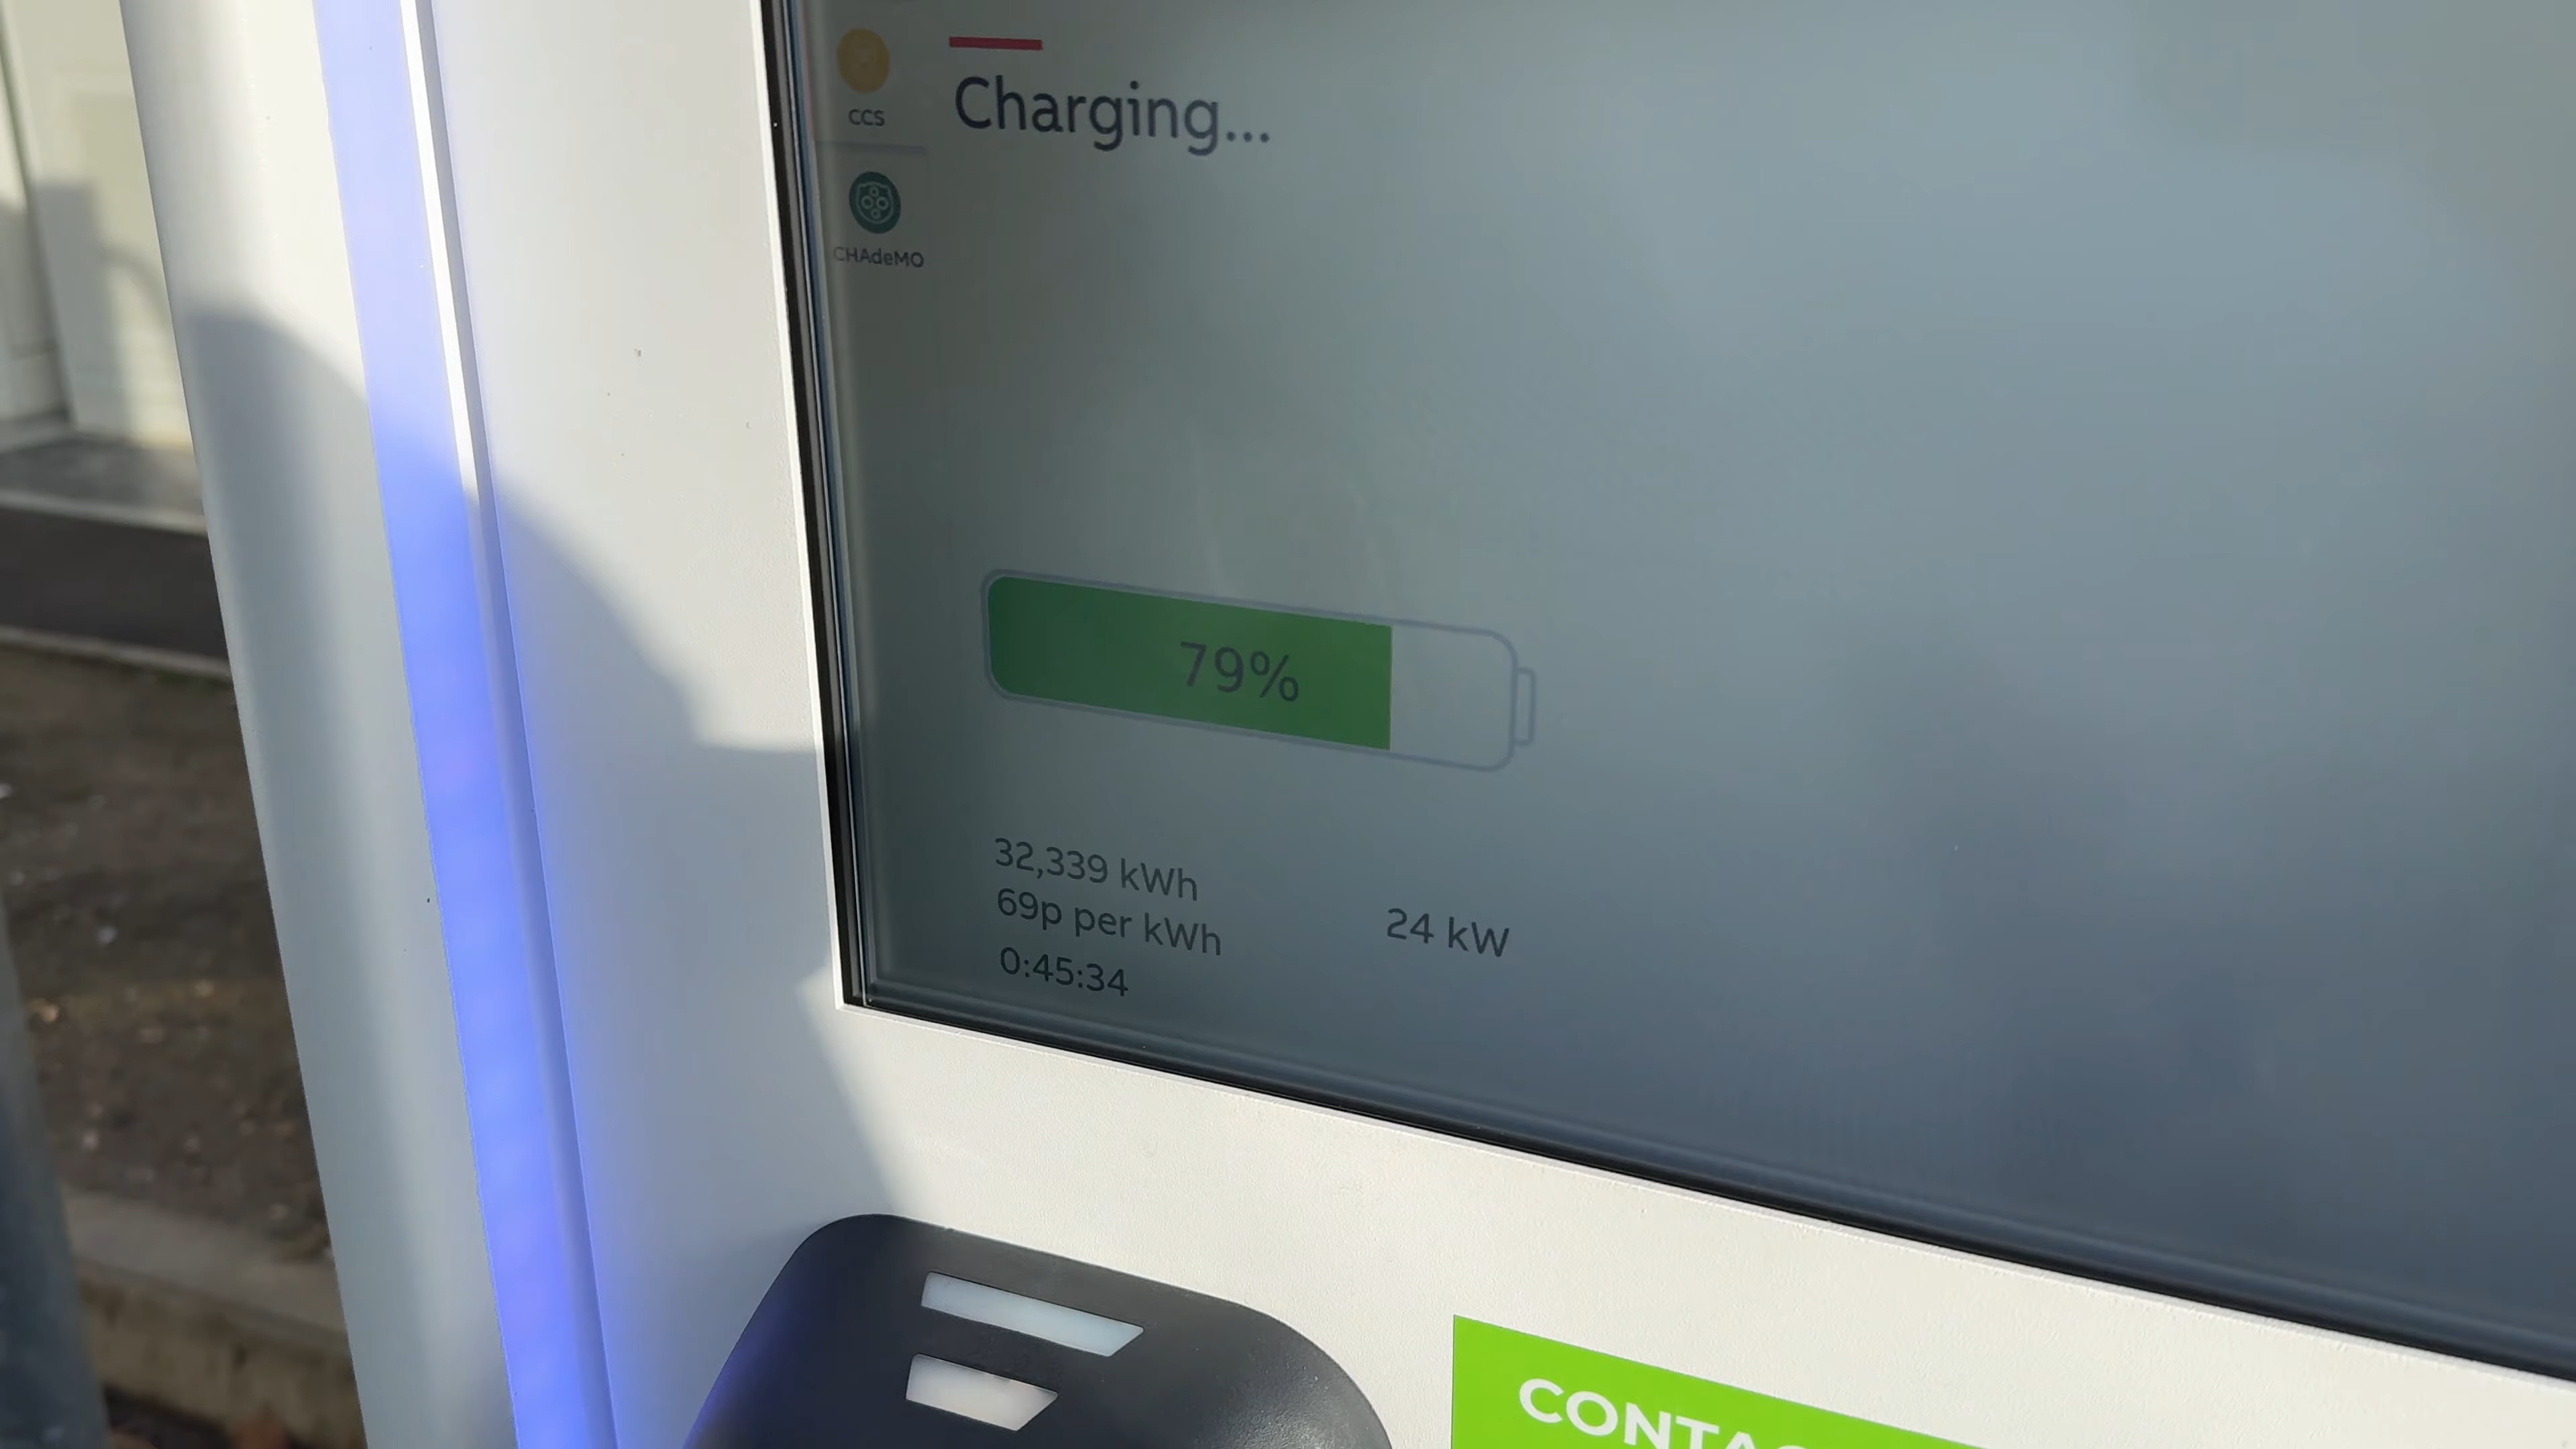 CCS
Charging...
CHAdeMO
79%
32,339 kWh
69p per kWh
24 kW
0:45:34
CONTA